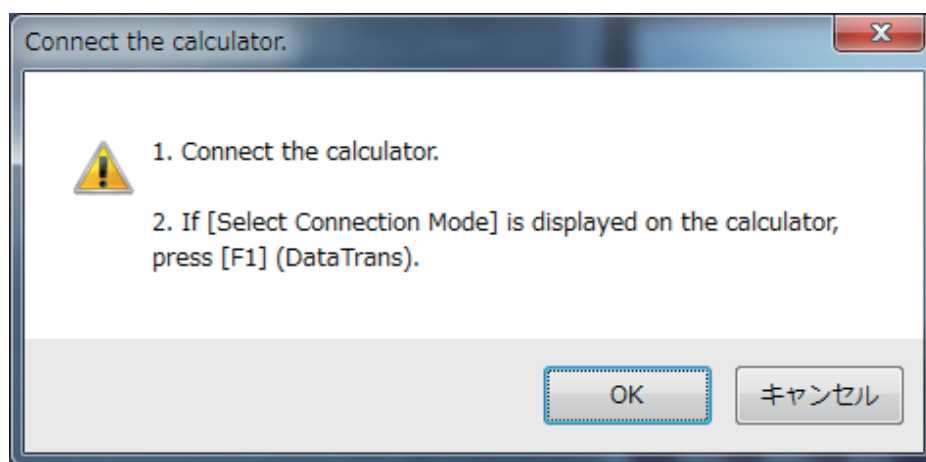 Connect the calculator.
1. Connect the calculator.
2. If [Select Connection Mode] is displayed on the calculator,
press [F1] (DataTrans).
OK
キャンセル